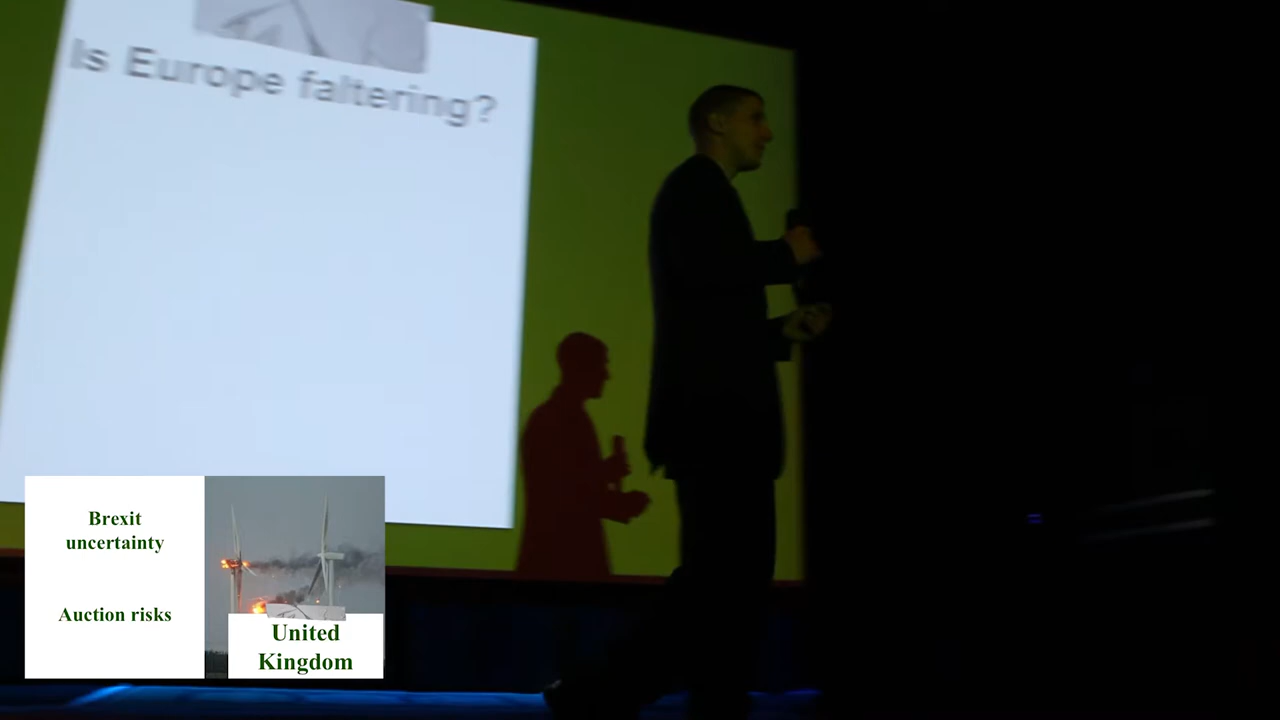 Is Europe faltering?
Brexit
uncertainty
Auction risks
United
Kingdom